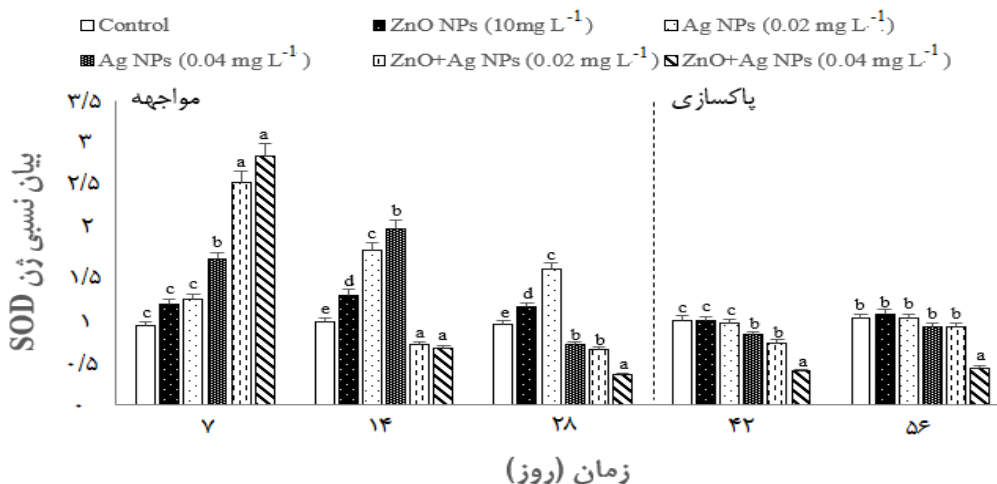 Control ZnO NPs (10mg L⁻¹) Ag NPs (0.02 mg L⁻¹)
Ag NPs (0.04 mg L⁻¹) ZnO+Ag NPs (0.02 mg L⁻¹) ZnO+Ag NPs (0.04 mg L⁻¹)
مواجهه پاکسازی
بیان نسبی ژن SOD
۳/۵
۳
۲/۵
۲
۱/۵
۱
۰/۵
۰
c c c b a a
e d c b a a
e d c b b a
c c c b b a
b b b b b a
۷ ۱۴ ۲۸ ۴۲ ۵۶
زمان (روز)